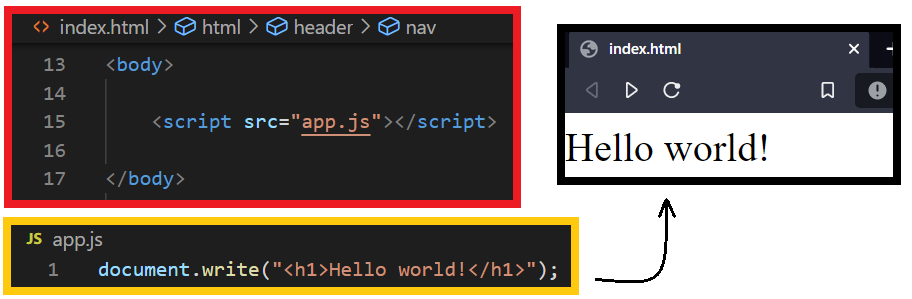 <> index.html > html > header > nav
13 <body>
14
15 <script src="app.js"></script>
16
17 </body>
index.html
Hello world!
JS app.js
1 document.write("<h1>Hello world!</h1>");